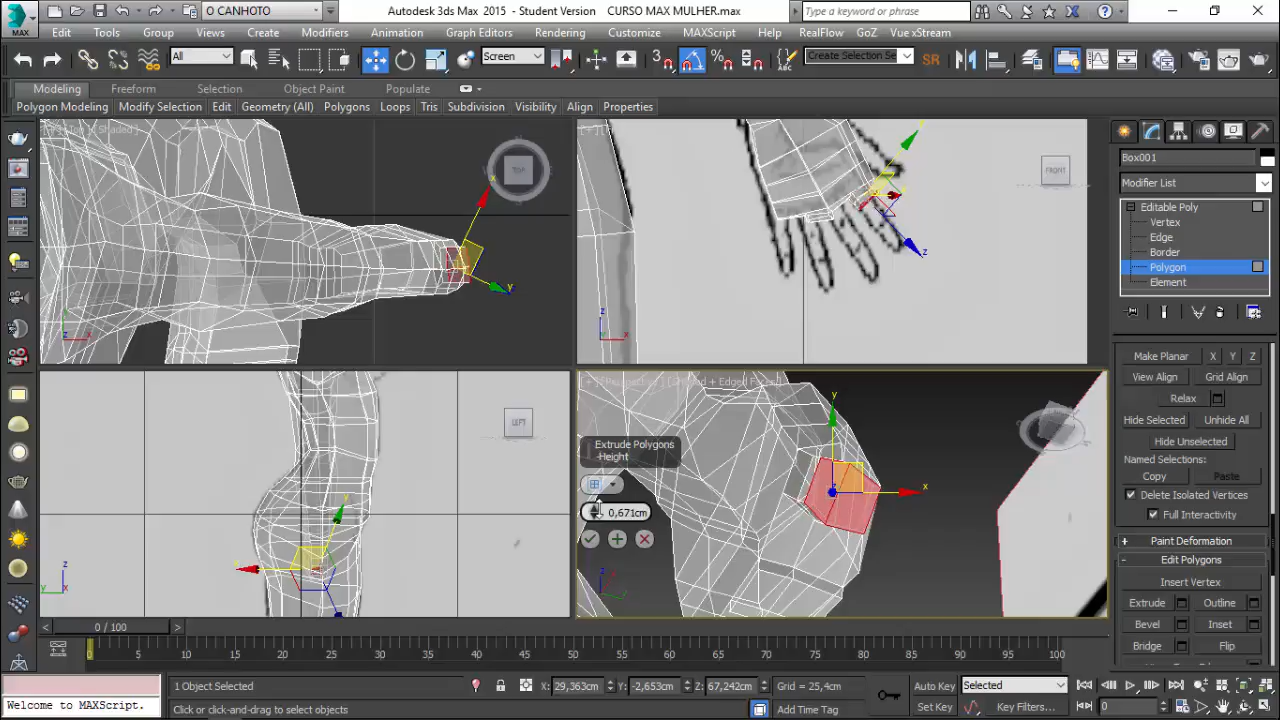 MAX
O CANHOTO
Autodesk 3ds Max 2015 - Student Version    CURSO MAX MULHER.max
Type a keyword or phrase
Edit Tools Group Views Create Modifiers Animation Graph Editors Rendering Customize MAXScript Help RealFlow GoZ Vue xStream
All
Screen
3
Create Selection Se
SR
Modeling Freeform Selection Object Paint Populate
Polygon Modeling Modify Selection Edit Geometry (All) Polygons Loops Tris Subdivision Visibility Align Properties
TOP
x
y
z
x
FRONT
y
x
z
z
x
Box001
Modifier List
Editable Poly
Vertex
Edge
Border
Polygon
Element
Make Planar X Y Z
View Align Grid Align
Relax
Hide Selected Unhide All
Hide Unselected
Named Selections:
Copy Paste
Delete Isolated Vertices
Full Interactivity
Paint Deformation
Edit Polygons
Insert Vertex
Extrude Outline
Bevel Inset
Bridge Flip
LEFT
y
x
z
y
Extrude Polygons
-Height
0,671cm
y
x
z
0 / 100
0 5 10 15 20 25 30 35 40 45 50 55 60 65 70 75 80 85 90 95 100
1 Object Selected
X: 29,363cm Y: -2,653cm Z: 67,242cm
Grid = 25,4cm
Auto Key Selected
Welcome to MAXScript.
Click or click-and-drag to select objects
Add Time Tag
Set Key Key Filters...
0